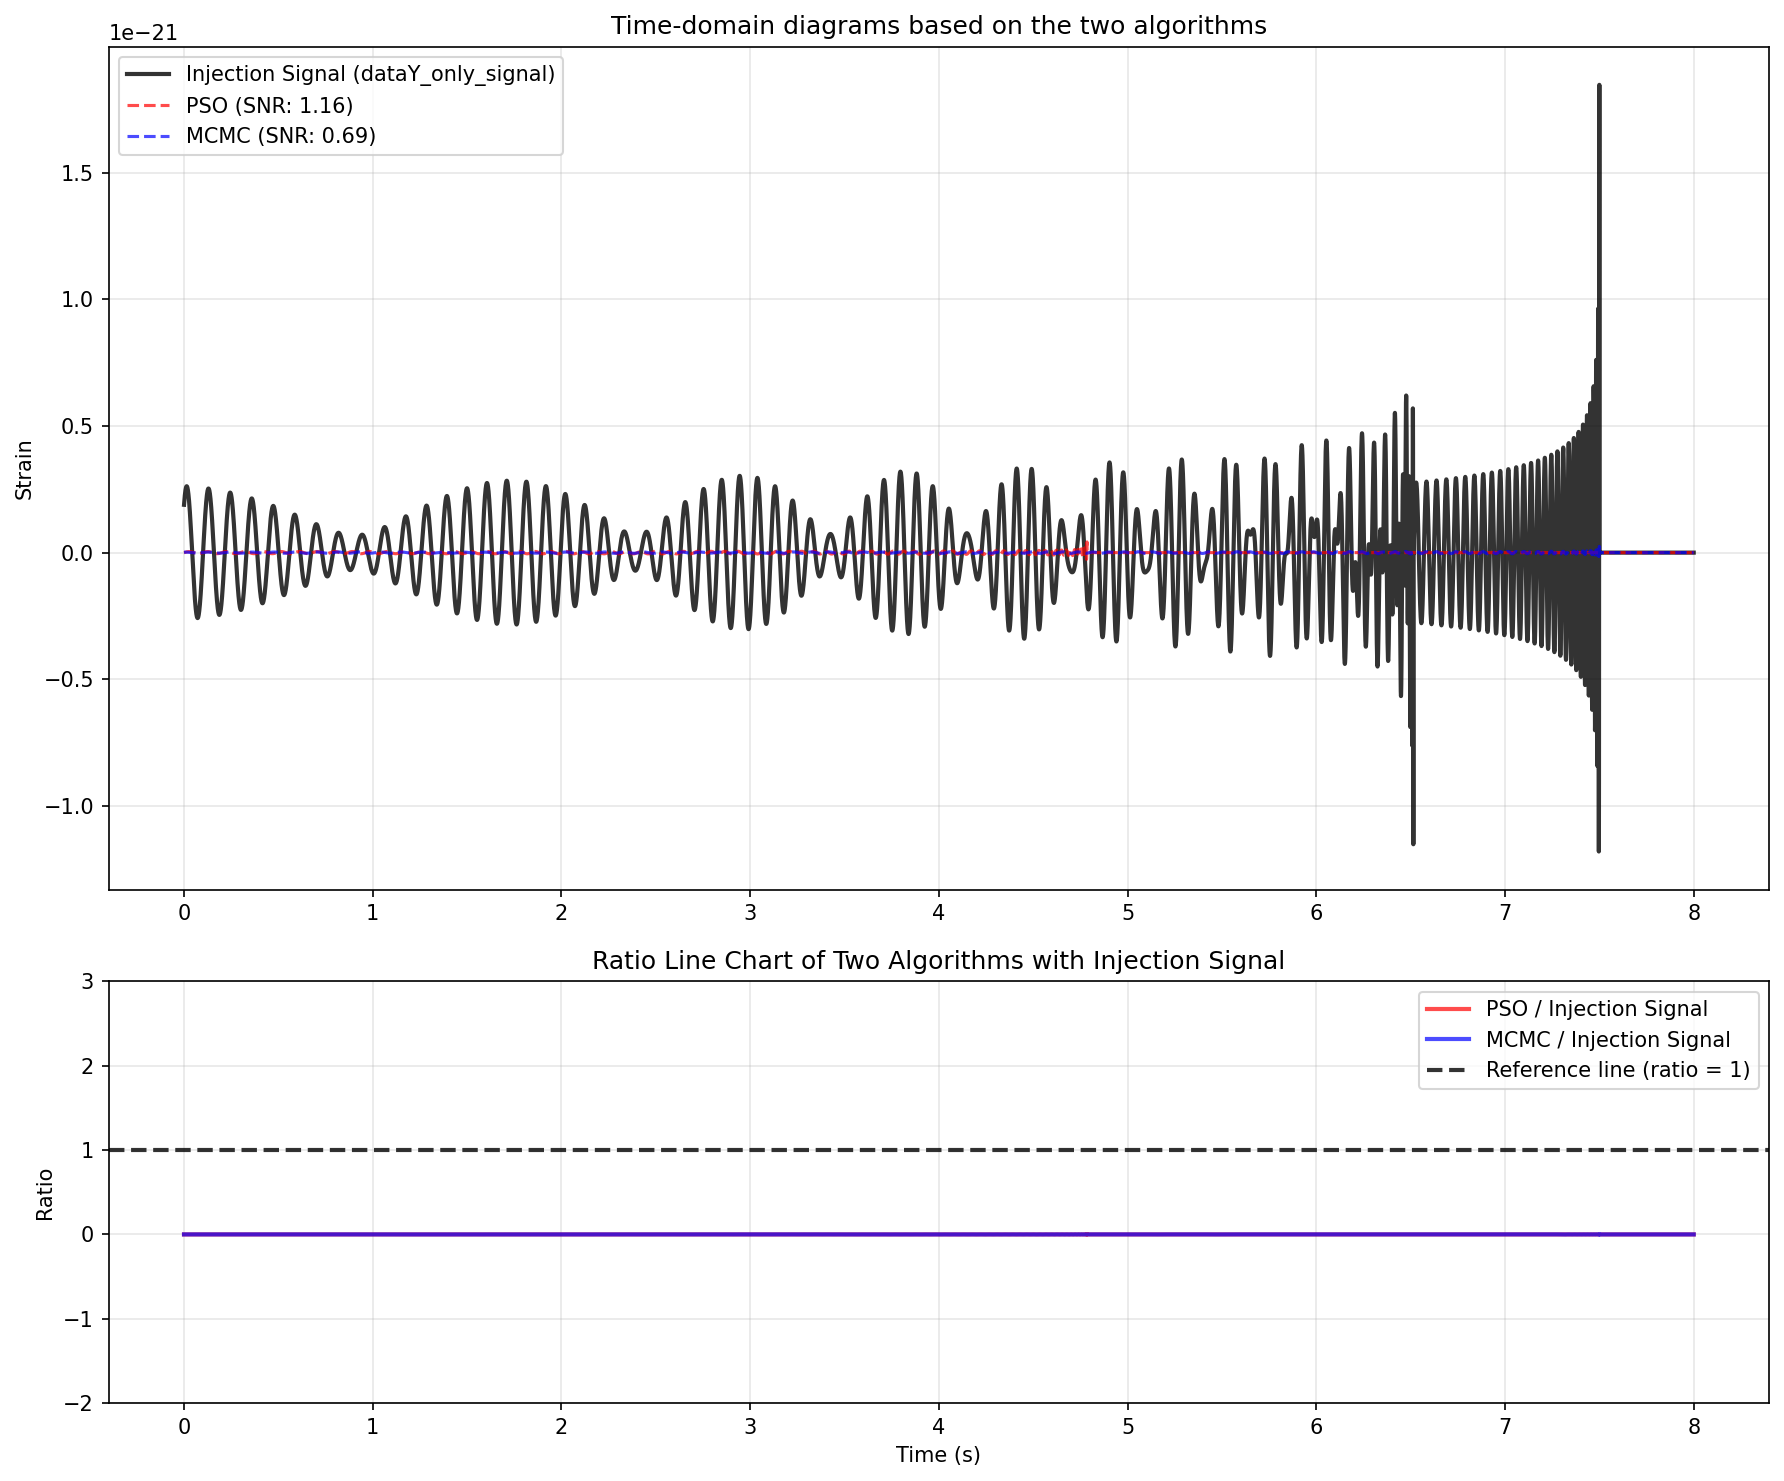 Time-domain diagrams based on the two algorithms
1e−21
Injection Signal (dataY_only_signal)
PSO (SNR: 1.16)
MCMC (SNR: 0.69)
1.5
1.0
0.5
0.0
−0.5
−1.0
Strain
0 1 2 3 4 5 6 7 8
Ratio Line Chart of Two Algorithms with Injection Signal
PSO / Injection Signal
MCMC / Injection Signal
Reference line (ratio = 1)
3
2
1
0
−1
−2
Ratio
0 1 2 3 4 5 6 7 8
Time (s)